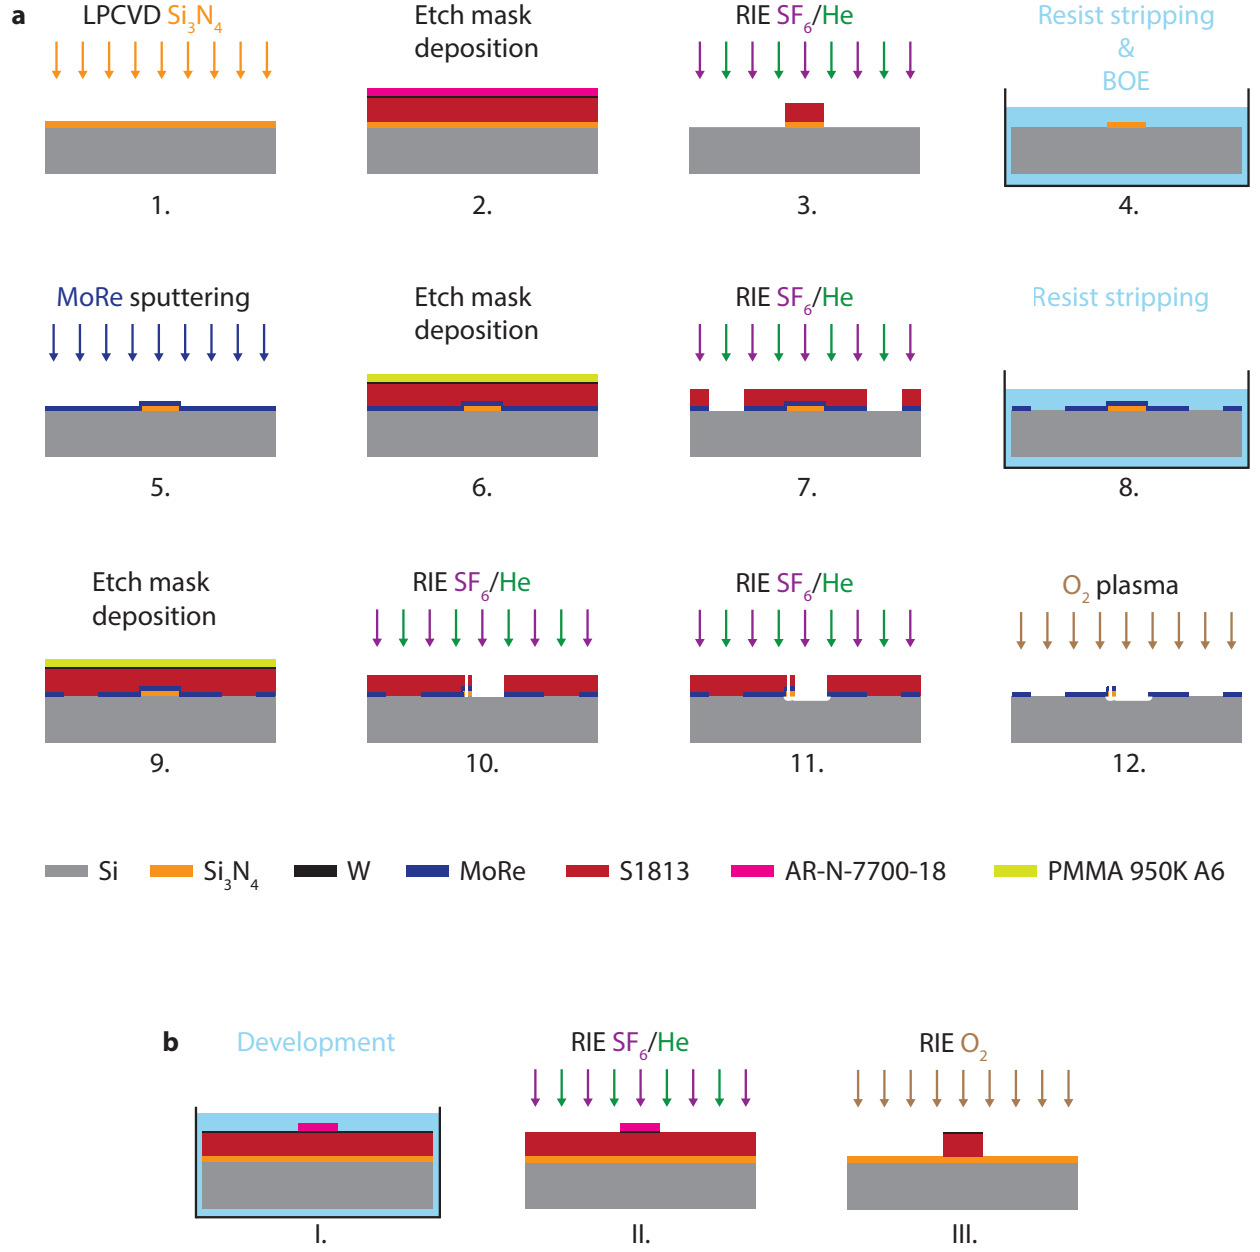 a
LPCVD Si₃N₄
Etch mask
deposition
RIE SF₆/He
Resist stripping
&
BOE
1.
2.
3.
4.
MoRe sputtering
Etch mask
deposition
RIE SF₆/He
Resist stripping
5.
6.
7.
8.
Etch mask
deposition
RIE SF₆/He
RIE SF₆/He
O₂ plasma
9.
10.
11.
12.
Si
Si₃N₄
W
MoRe
S1813
AR-N-7700-18
PMMA 950K A6
b
Development
RIE SF₆/He
RIE O₂
I.
II.
III.